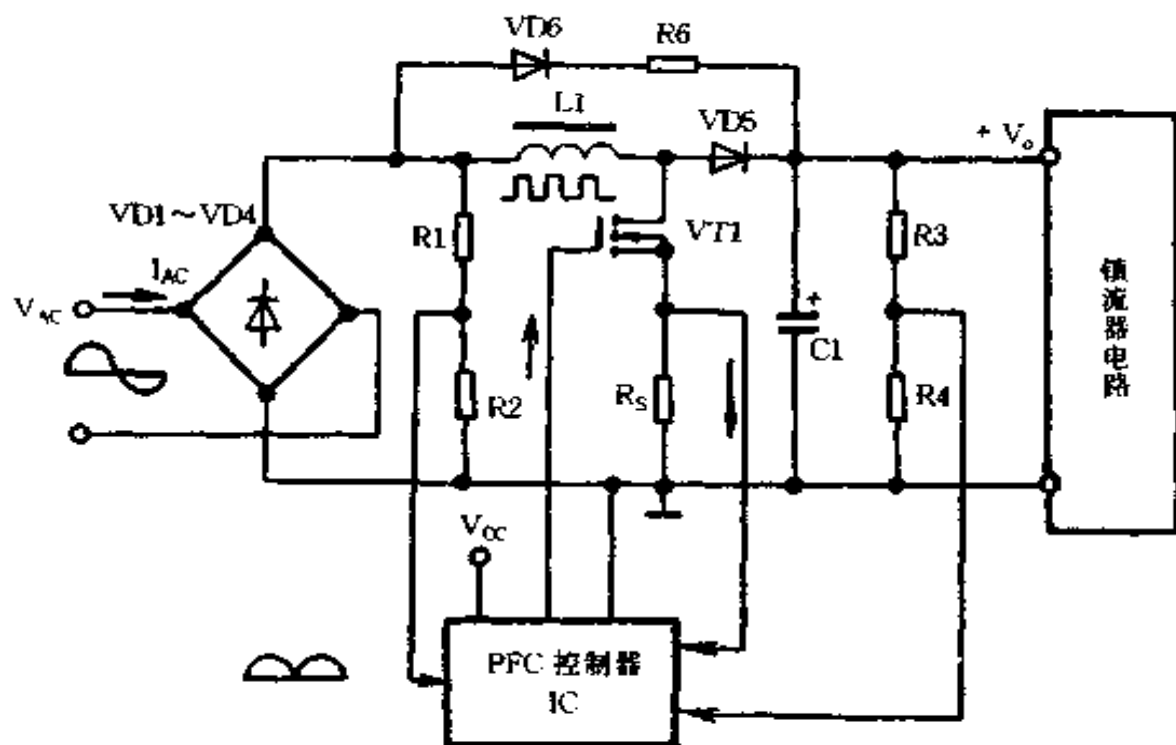 VD6
R6
L1
VD5
+ Vo
VD1～VD4
R1
VT1
R3
IAC
VAC
+
C1
镇流器电路
R2
RS
R4
VCC
PFC 控制器
IC